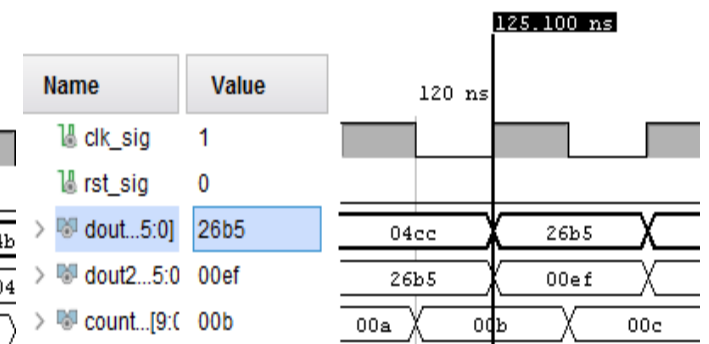 125.100 ns
Name Value 120 ns
clk_sig 1
rst_sig 0
dout...5:0] 26b5 04cc 26b5
dout2...5:0 00ef 26b5 00ef
count...[9:( 00b 00a 00b 00c